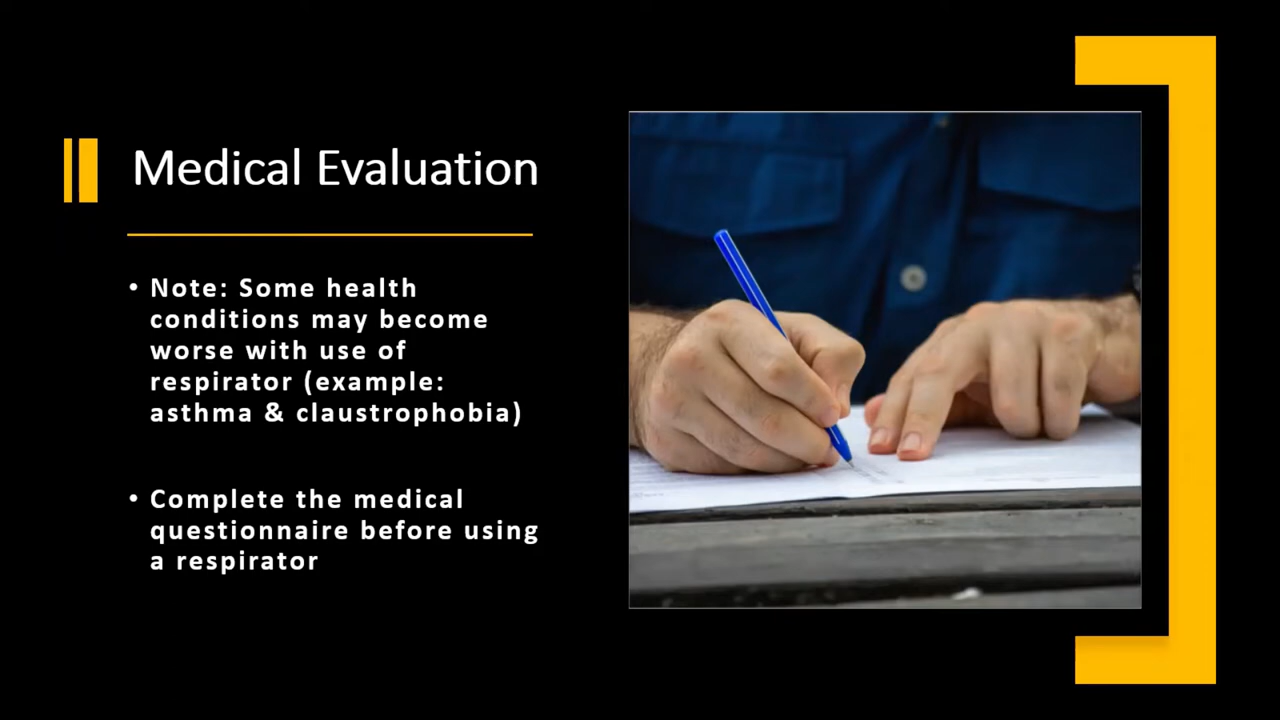 Medical Evaluation
• Note: Some health
conditions may become
worse with use of
respirator (example:
asthma & claustrophobia)
• Complete the medical
questionnaire before using
a respirator